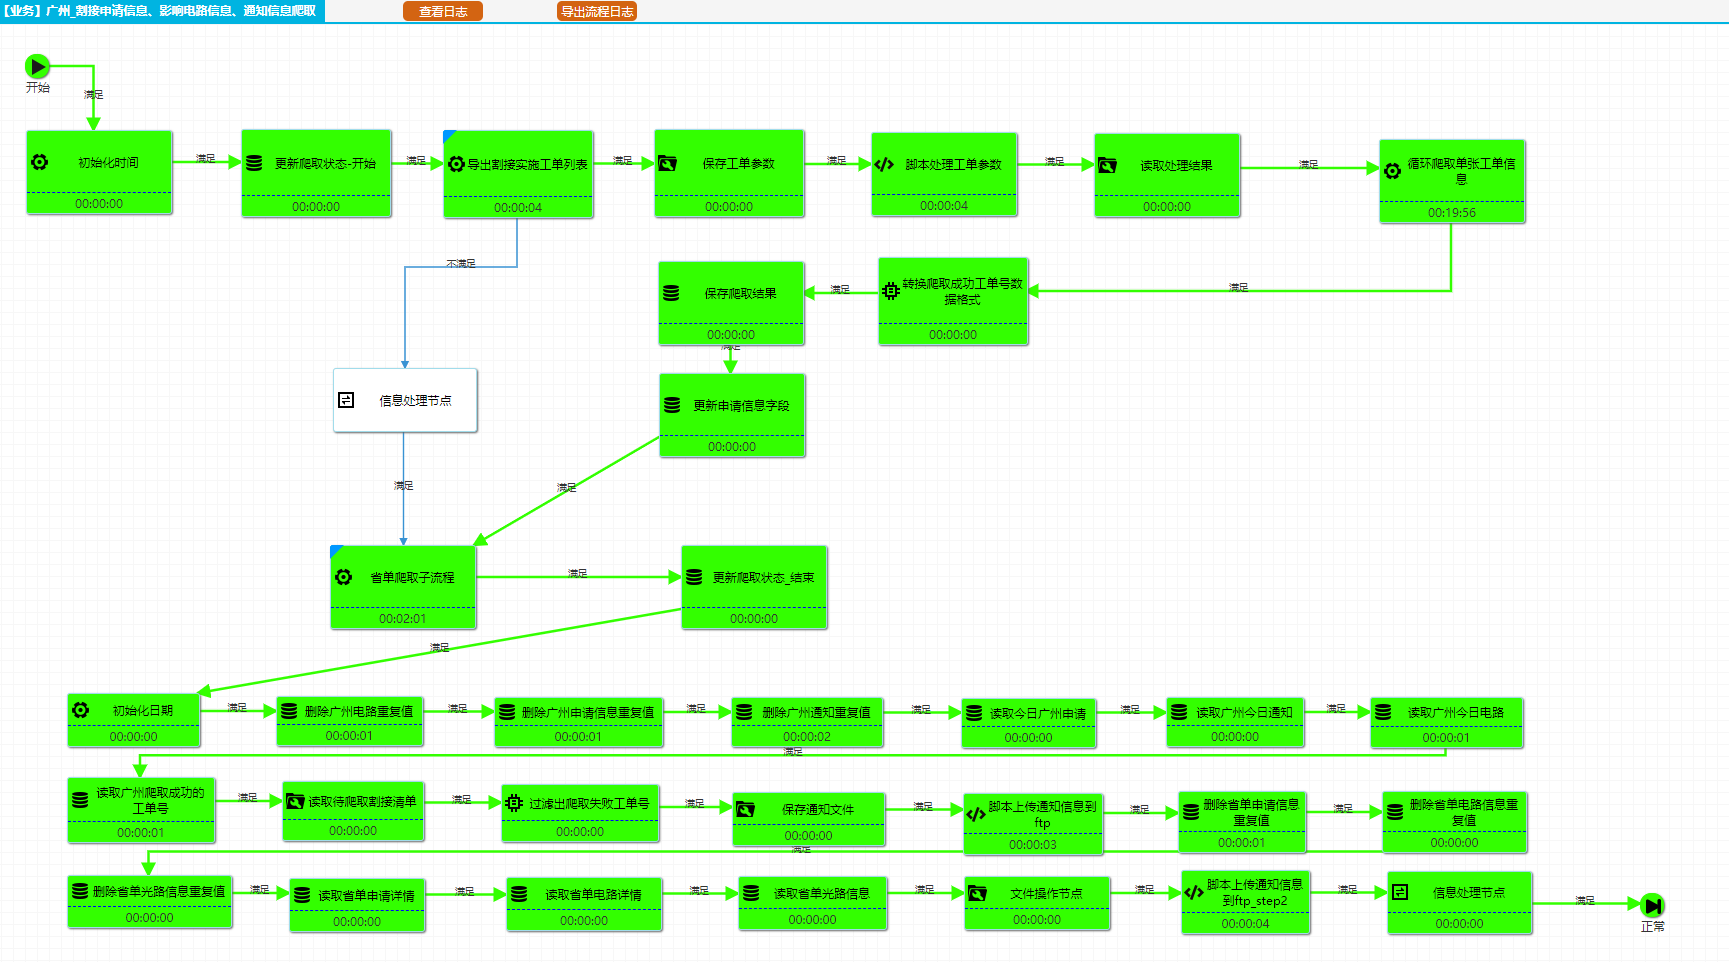 【业务】广州_割接申请信息、影响电路信息、通知信息爬取
查看日志
导出流程日志
开始
满足
初始化时间
00:00:00
满足
更新爬取状态-开始
00:00:00
满足
导出割接实施工单列表
00:00:04
满足
保存工单参数
00:00:00
满足
脚本处理工单参数
00:00:04
满足
读取处理结果
00:00:00
满足
循环爬取单张工单信
息
00:19:56
不满足
满足
转换爬取成功工单号数
据格式
00:00:00
满足
保存爬取结果
00:00:00
满足
信息处理节点
更新申请信息字段
00:00:00
满足
满足
省单爬取子流程
00:02:01
满足
更新爬取状态_结束
00:00:00
满足
初始化日期
00:00:00
满足
删除广州电路重复值
00:00:01
满足
删除广州申请信息重复值
00:00:01
满足
删除广州通知重复值
00:00:02
满足
读取今日广州申请
00:00:00
满足
读取广州今日通知
00:00:00
满足
读取广州今日电路
00:00:01
满足
读取广州爬取成功的
工单号
00:00:01
满足
读取待爬取割接清单
00:00:00
满足
过滤出爬取失败工单号
00:00:00
满足
保存通知文件
00:00:00
满足
脚本上传通知信息到
ftp
00:00:03
满足
删除省单申请信息
重复值
00:00:01
满足
删除省单电路信息重
复值
00:00:00
满足
删除省单光路信息重复值
00:00:00
满足
读取省单申请详情
00:00:00
满足
读取省单电路详情
00:00:00
满足
读取省单光路信息
00:00:00
满足
文件操作节点
00:00:00
满足
脚本上传通知信息
到ftp_step2
00:00:04
满足
信息处理节点
00:00:00
满足
正常